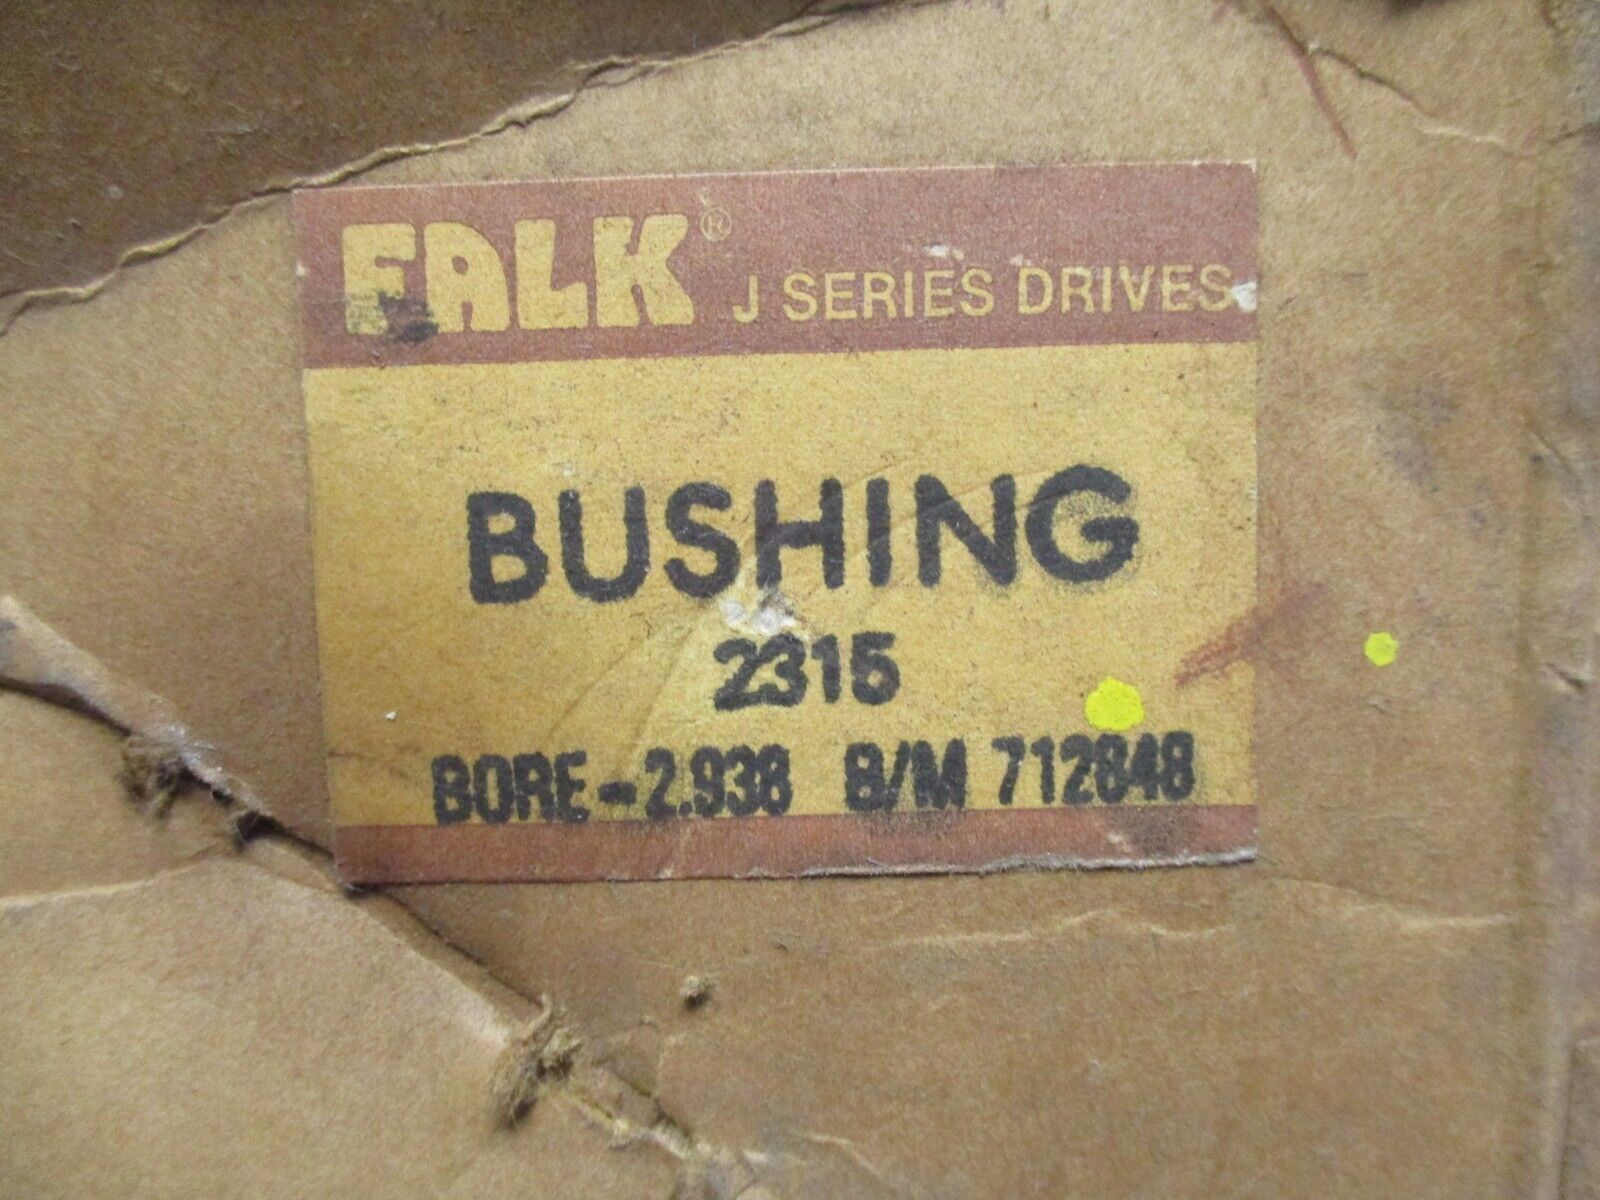 FALK® J SERIES DRIVES
BUSHING
2315
BORE-2.938 B/M 712848